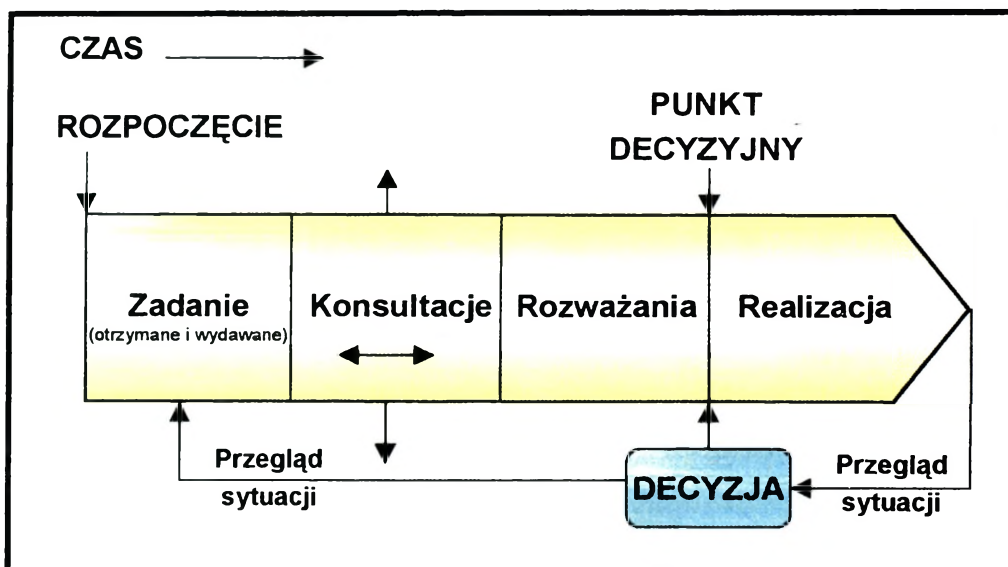 CZAS
ROZPOCZĘCIE
PUNKT
DECYZYJNY
Zadanie
(otrzymane i wydawane)
Konsultacje
Rozważania
Realizacja
Przegląd
sytuacji
DECYZJA
Przegląd
sytuacji